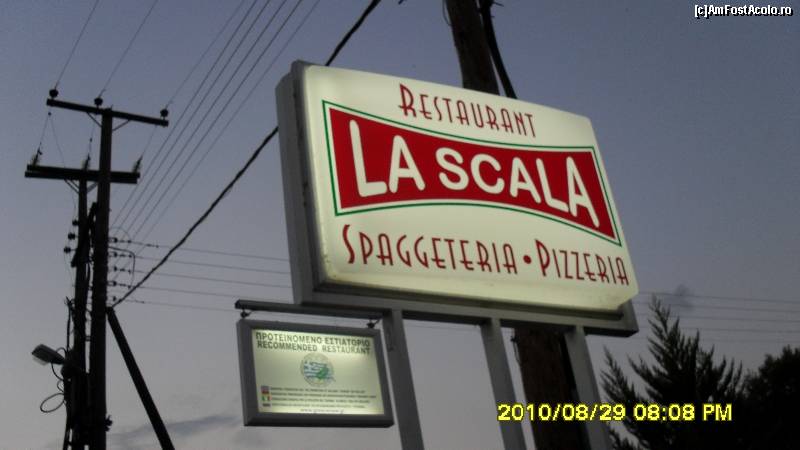 [c]AmFostAcolo.ro
RESTAURANT
LA SCALA
SPAGGETERIA • PIZZERIA
ΠΡΟΤΕΙΝΟΜΕΝΟ ΕΣΤΙΑΤΟΡΙΟ
RECOMMENDED RESTAURANT
2010/08/29 08:08 PM